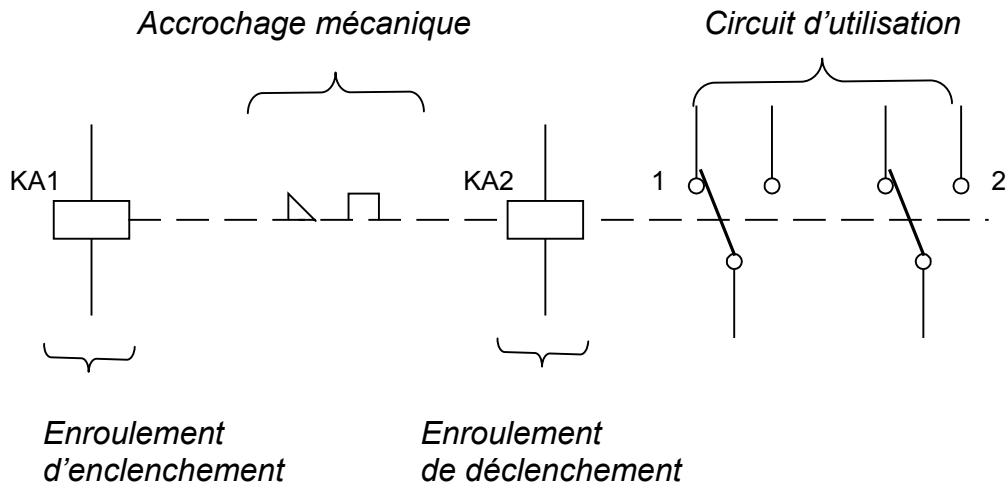 Accrochage mécanique
Circuit d’utilisation
KA1
KA2
1
2
Enroulement
d’enclenchement
Enroulement
de déclenchement